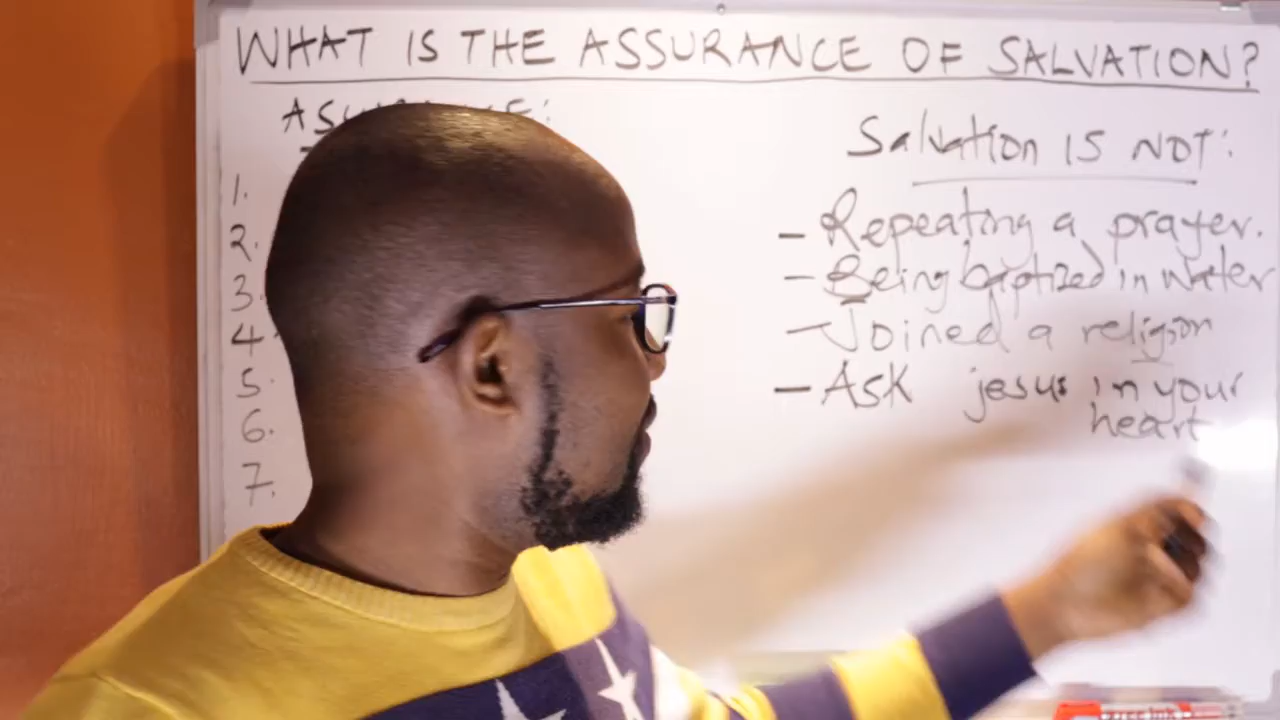 WHAT IS THE ASSURANCE OF SALVATION?
Salvation IS NOT:
1.
- Repeating a prayer.
2.
- Being baptized in water
3.
- Joined a religion
4.
- Ask jesus in your
heart
5.
6.
7.